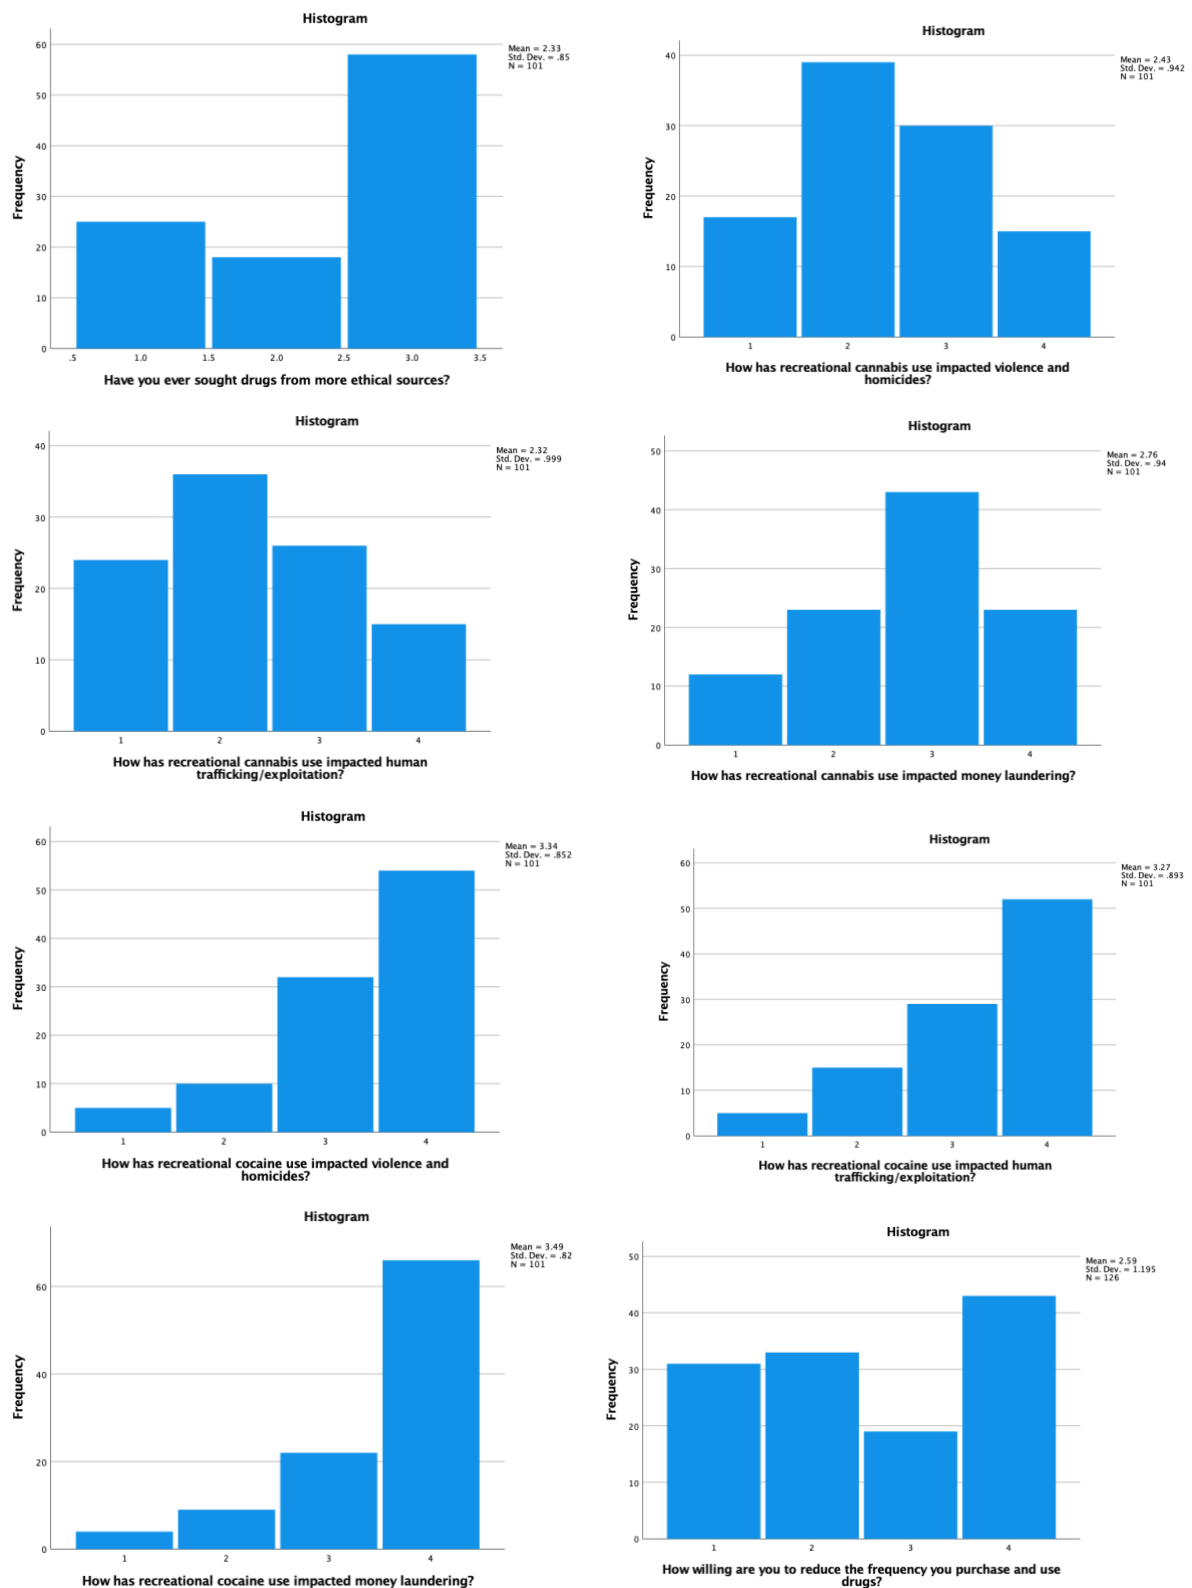 Histogram
Mean = 2.33
Std. Dev. = .85
N = 101
60
50
40
30
20
10
0
Frequency
.5 1.0 1.5 2.0 2.5 3.0 3.5
Have you ever sought drugs from more ethical sources?
Histogram
Mean = 2.43
Std. Dev. = .942
N = 101
40
30
20
10
0
Frequency
1 2 3 4
How has recreational cannabis use impacted violence and
homicides?
Histogram
Mean = 2.32
Std. Dev. = .999
N = 101
40
30
20
10
0
Frequency
1 2 3 4
How has recreational cannabis use impacted human
trafficking/exploitation?
Histogram
Mean = 2.76
Std. Dev. = .94
N = 101
50
40
30
20
10
0
Frequency
1 2 3 4
How has recreational cannabis use impacted money laundering?
Histogram
Mean = 3.34
Std. Dev. = .852
N = 101
60
50
40
30
20
10
0
Frequency
1 2 3 4
How has recreational cocaine use impacted violence and
homicides?
Histogram
Mean = 3.27
Std. Dev. = .893
N = 101
60
50
40
30
20
10
0
Frequency
1 2 3 4
How has recreational cocaine use impacted human
trafficking/exploitation?
Histogram
Mean = 3.49
Std. Dev. = .82
N = 101
60
40
20
0
Frequency
1 2 3 4
How has recreational cocaine use impacted money laundering?
Histogram
Mean = 2.59
Std. Dev. = 1.195
N = 126
50
40
30
20
10
0
Frequency
1 2 3 4
How willing are you to reduce the frequency you purchase and use
drugs?